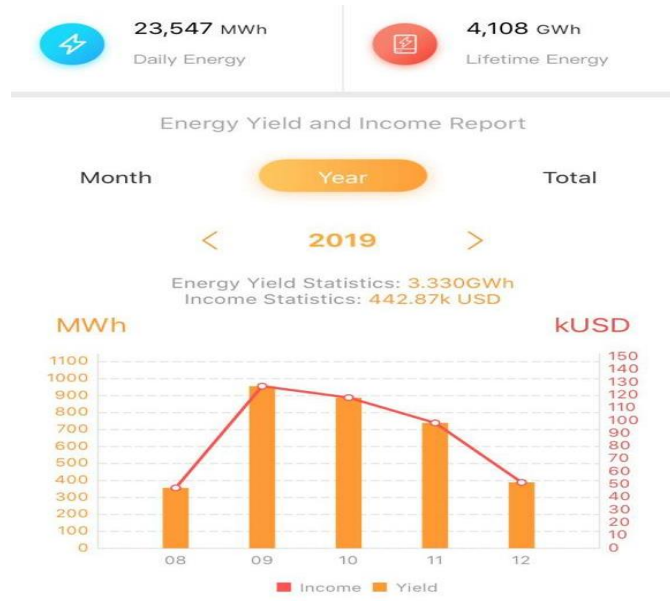 23,547 MWh 4,108 GWh
Daily Energy Lifetime Energy
Energy Yield and Income Report
Month Year Total
< 2019 >
Energy Yield Statistics: 3.330GWh
Income Statistics: 442.87k USD
MWh kUSD
1100
1000
900
800
700
600
500
400
300
200
100
0
150
140
130
120
110
100
90
80
70
60
50
40
30
20
10
0
08 09 10 11 12
Income Yield